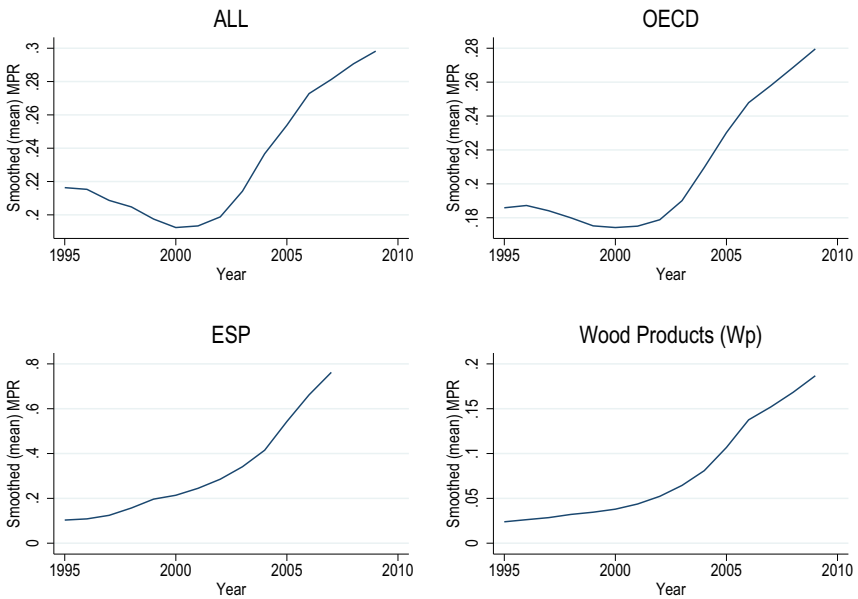 ALL
Smoothed (mean) MPR
.3
.28
.26
.24
.22
.2
1995 2000 2005 2010
Year
OECD
Smoothed (mean) MPR
.28
.26
.24
.22
.2
.18
1995 2000 2005 2010
Year
ESP
Smoothed (mean) MPR
.8
.6
.4
.2
0
1995 2000 2005 2010
Year
Wood Products (Wp)
Smoothed (mean) MPR
.2
.15
.1
.05
0
1995 2000 2005 2010
Year